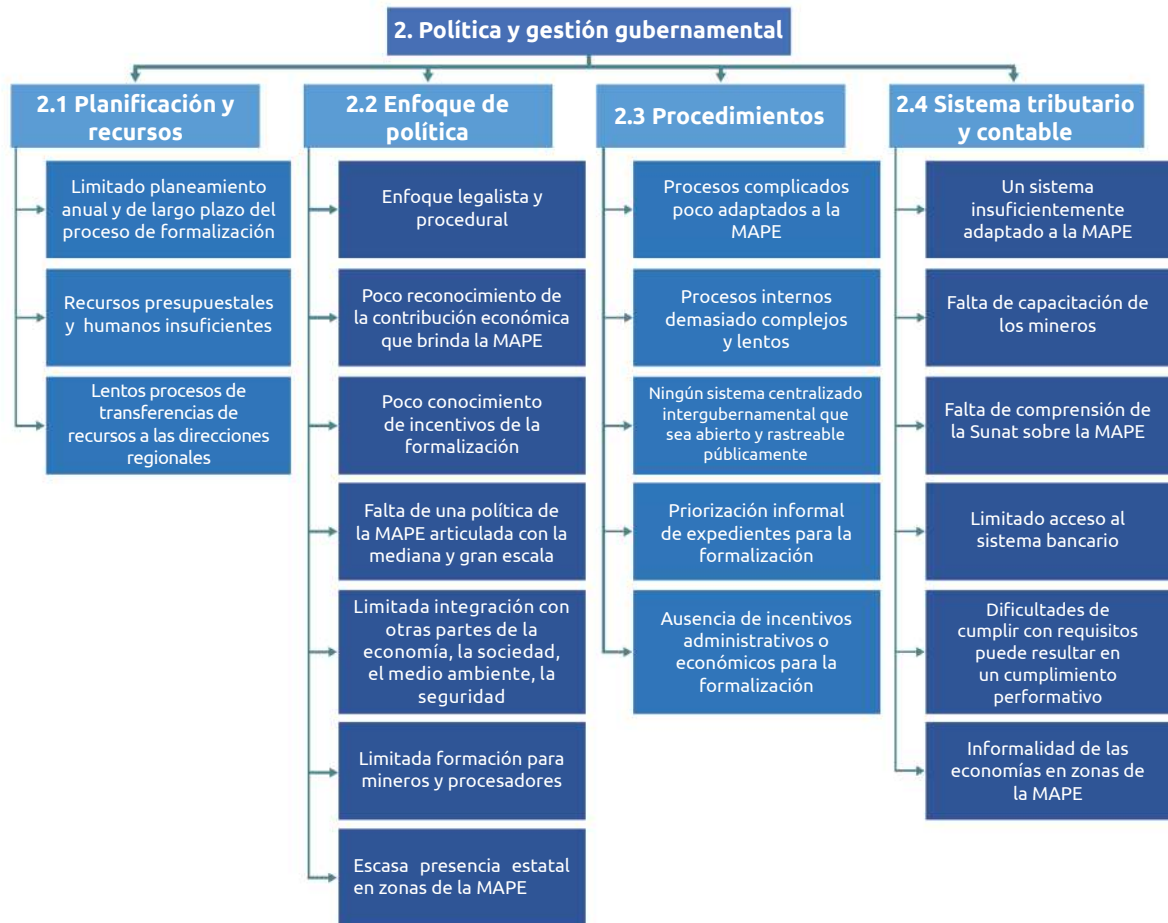 2. Política y gestión gubernamental
2.1 Planificación y
recursos
Limitado planeamiento
anual y de largo plazo del
proceso de formalización
Recursos presupuestales
y humanos insuficientes
Lentos procesos de
transferencias de
recursos a las direcciones
regionales
2.2 Enfoque de
política
Enfoque legalista y
procedural
Poco reconocimiento de
la contribución económica
que brinda la MAPE
Poco conocimiento
de incentivos de la
formalización
Falta de una política de
la MAPE articulada con la
mediana y gran escala
Limitada integración con
otras partes de la
economía, la sociedad,
el medio ambiente, la
seguridad
Limitada formación para
mineros y procesadores
Escasa presencia estatal
en zonas de la MAPE
2.3 Procedimientos
Procesos complicados
poco adaptados a la
MAPE
Procesos internos
demasiado complejos
y lentos
Ningún sistema centralizado
intergubernamental que
sea abierto y rastreable
públicamente
Priorización informal
de expedientes para la
formalización
Ausencia de incentivos
administrativos o
económicos para la
formalización
2.4 Sistema tributario
y contable
Un sistema
insuficientemente
adaptado a la MAPE
Falta de capacitación de
los mineros
Falta de comprensión de
la Sunat sobre la MAPE
Limitado acceso al
sistema bancario
Dificultades de
cumplir con requisitos
puede resultar en
un cumplimiento
performativo
Informalidad de las
economías en zonas de
la MAPE